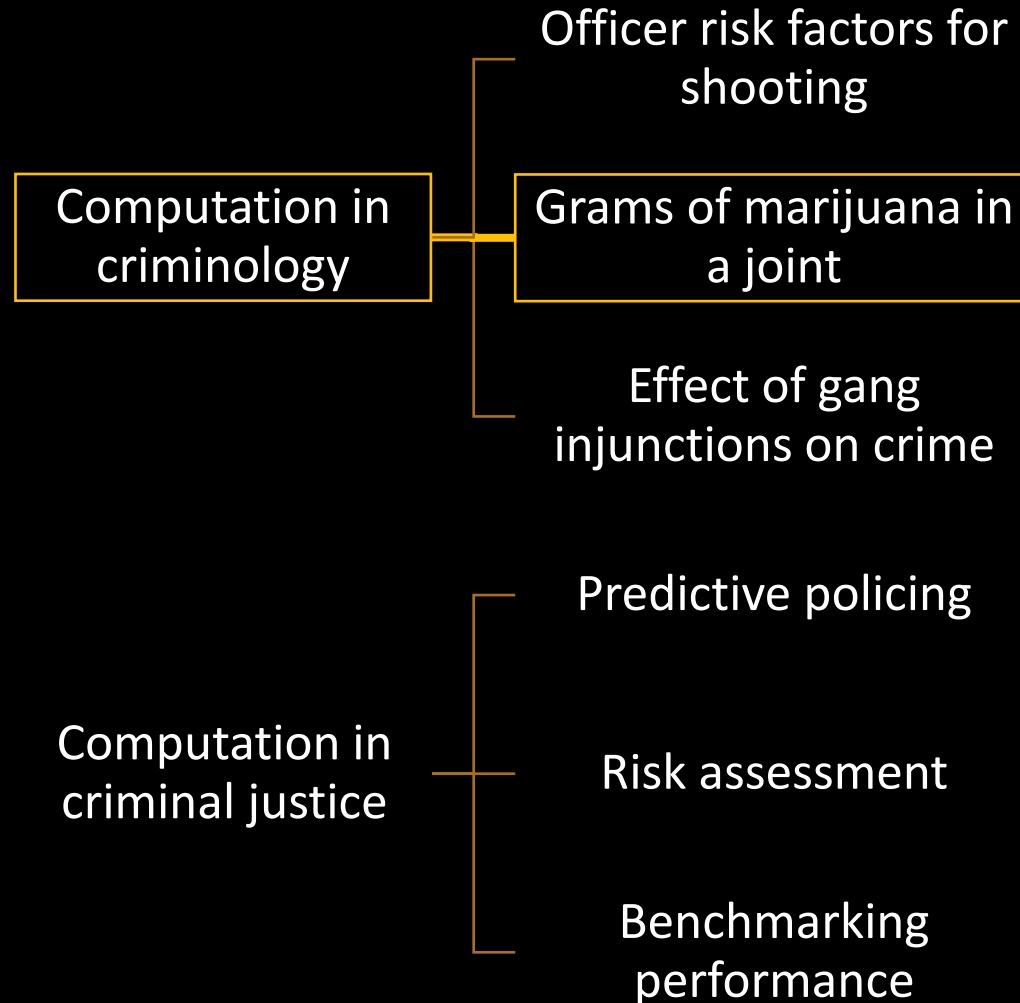 Officer risk factors for
shooting
Computation in
criminology
Grams of marijuana in
a joint
Effect of gang
injunctions on crime
Predictive policing
Computation in
criminal justice
Risk assessment
Benchmarking
performance